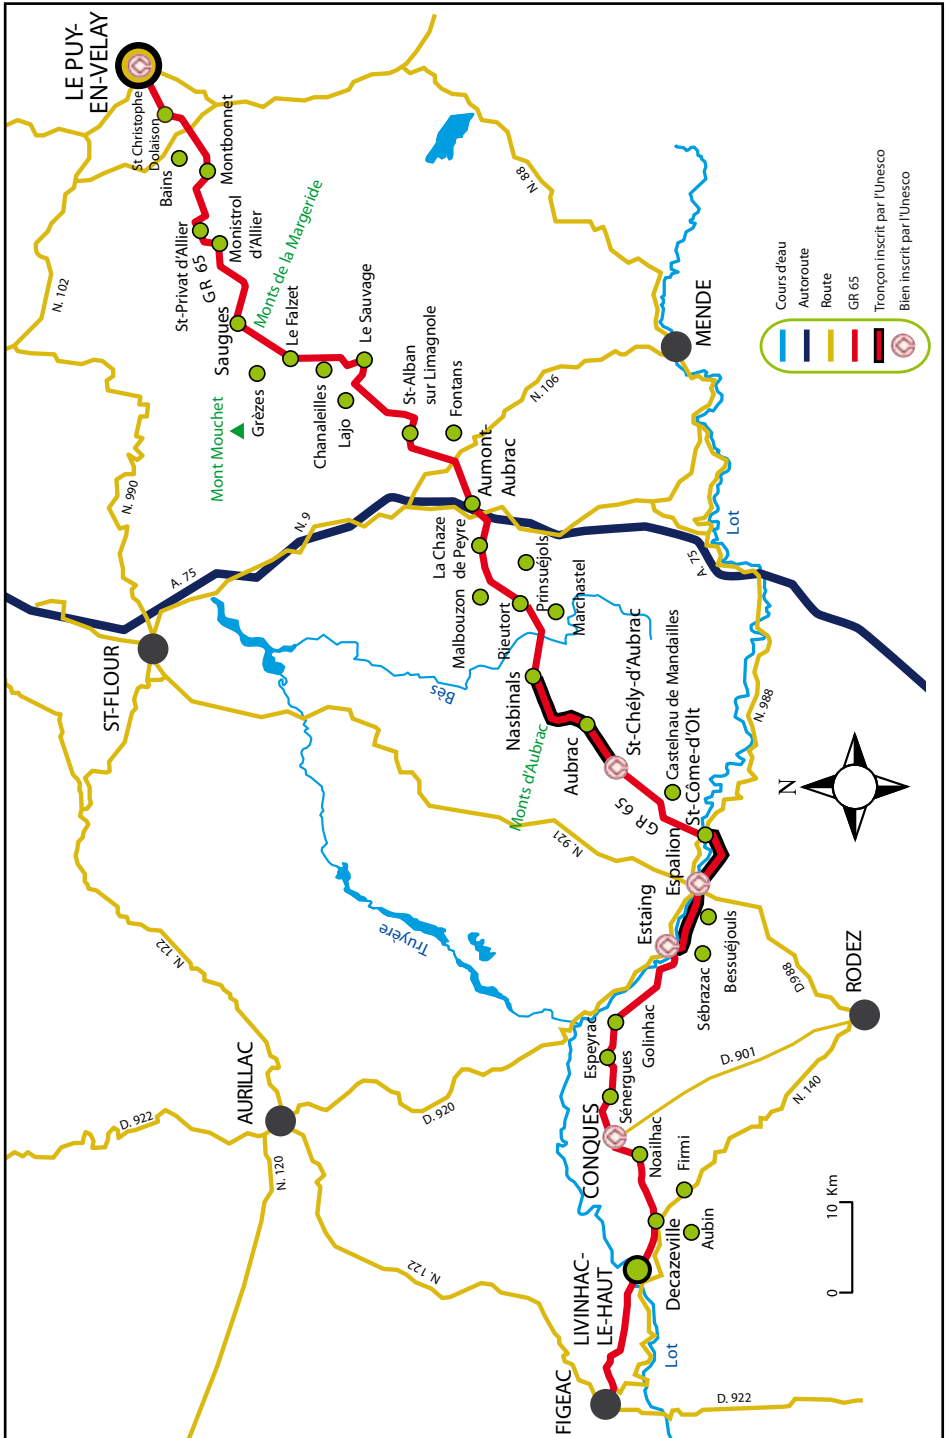 LE PUY-
EN-VELAY
St Christophe
Dolaison
Bains
Montbonnet
St-Privat d'Allier
Monistrol
d'Allier
GR 65
Saugues
Monts de la Margeride
Le Falzet
Le Sauvage
Grèzes
Mont Mouchet
Chanaleilles
Lajo
St-Alban
sur Limagnole
Fontans
Aumont-
Aubrac
La Chaze
de Peyre
Malbouzon
Prinsuéjols
Rieutort
Marchastel
Nasbinals
Bès
Monts d'Aubrac
Aubrac
St-Chély-d'Aubrac
GR 65
Castelnau de Mandailles
St-Côme-d'Olt
Espalion
Estaing
Bessuéjouls
Sébrazac
Golinhac
Espeyrac
Sénergues
CONQUES
Noailhac
Firmi
Aubin
Decazeville
LIVINHAC-
LE-HAUT
FIGEAC
Lot
D. 922
N. 122
N. 120
AURILLAC
D. 922
D. 920
N. 122
Truyère
N. 921
ST-FLOUR
A. 75
N. 9
N. 990
N. 102
N. 88
N. 106
MENDE
Lot
A. 75
N. 988
D.988
RODEZ
D. 901
N. 140
N
0
10 Km
Cours d'eau
Autoroute
Route
GR 65
Tronçon inscrit par l'Unesco
Bien inscrit par l'Unesco